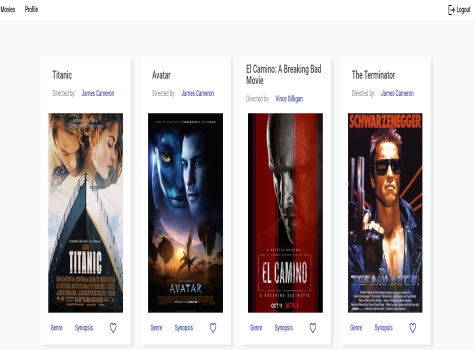 Movies Profile Logout
Titanic
Directed by: James Cameron
TITANIC
Genre Synopsis
Avatar
Directed by: James Cameron
AVATAR
Genre Synopsis
El Camino: A Breaking Bad
Movie
Directed by: Vince Gilligan
A NETFLIX ORIGINAL
EL CAMINO
A BREAKING BAD MOVIE
OCT 11 | NETFLIX
Genre Synopsis
The Terminator
Directed by: James Cameron
SCHWARZENEGGER
TERMINATOR
Genre Synopsis